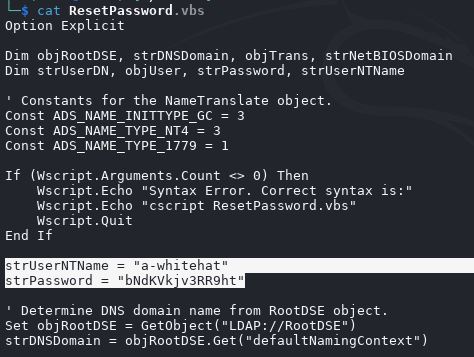 └─$ cat ResetPassword.vbs
Option Explicit
Dim objRootDSE, strDNSDomain, objTrans, strNetBIOSDomain
Dim strUserDN, objUser, strPassword, strUserNTName
' Constants for the NameTranslate object.
Const ADS_NAME_INITTYPE_GC = 3
Const ADS_NAME_TYPE_NT4 = 3
Const ADS_NAME_TYPE_1779 = 1
If (Wscript.Arguments.Count <> 0) Then
    Wscript.Echo "Syntax Error. Correct syntax is:"
    Wscript.Echo "cscript ResetPassword.vbs"
    Wscript.Quit
End If
strUserNTName = "a-whitehat"
strPassword = "bNdKVkjv3RR9ht"
' Determine DNS domain name from RootDSE object.
Set objRootDSE = GetObject("LDAP://RootDSE")
strDNSDomain = objRootDSE.Get("defaultNamingContext")